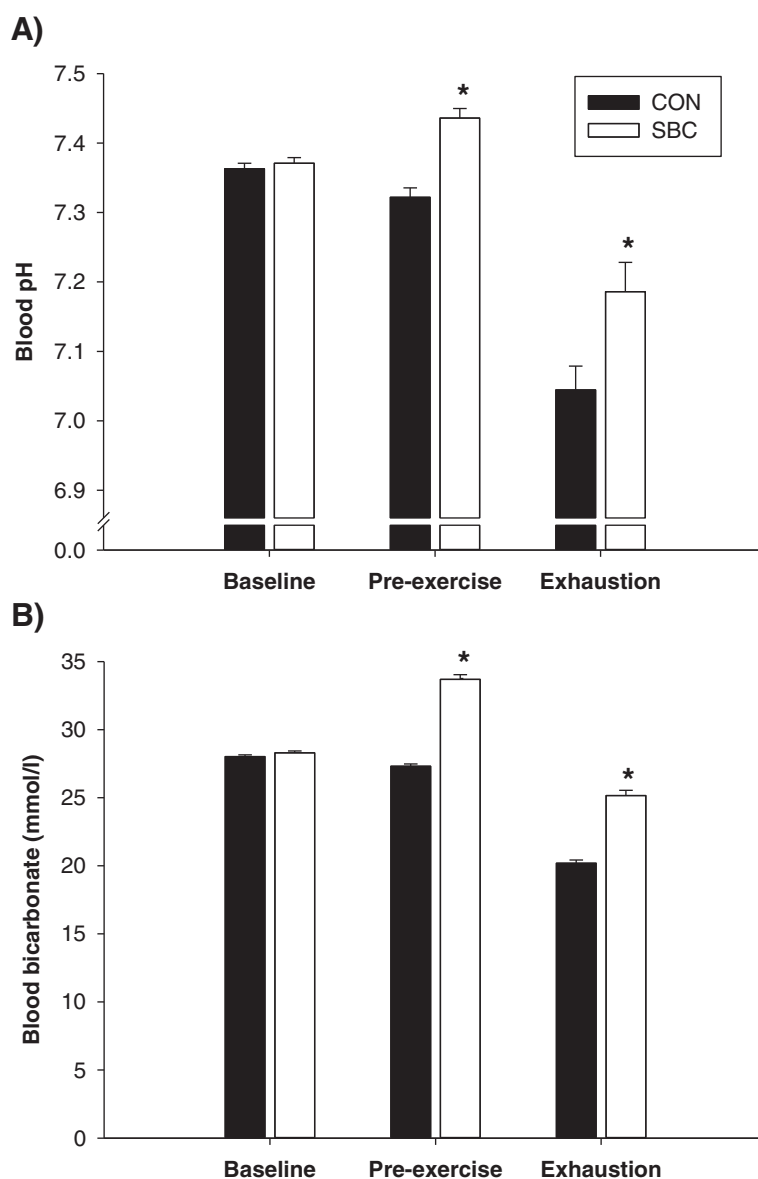 A)
Blood pH
7.5
7.4
7.3
7.2
7.1
7.0
6.9
0.0
*
*
CON
SBC
Baseline Pre-exercise Exhaustion
B)
Blood bicarbonate (mmol/l)
35
30
25
20
15
10
5
0
*
*
Baseline Pre-exercise Exhaustion